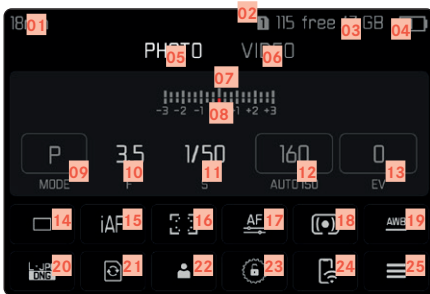 02
01 1 115 free 03 GB 04
PHOTO VIDEO
05 06
07
-3 -2 -1 +1 +2 +3
08
P 3.5 1/50 160 0
09 10 11 12 13
MODE F S AUTO ISO EV
14 iAF 15 16 AF 17 18 AWB 19
DNG 20 21 22 23 24 25